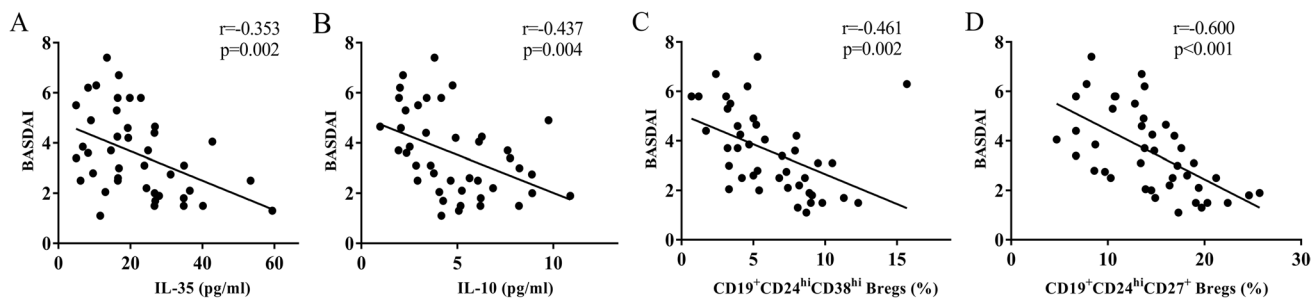 A
r=-0.353
p=0.002
BASDAI
8
6
4
2
0
0
20
40
60
IL-35 (pg/ml)
B
r=-0.437
p=0.004
BASDAI
8
6
4
2
0
0
5
10
IL-10 (pg/ml)
C
r=-0.461
p=0.002
BASDAI
8
6
4
2
0
0
5
10
15
CD19⁺CD24ʰⁱCD38ʰⁱ Bregs (%)
D
r=-0.600
p<0.001
BASDAI
8
6
4
2
0
0
10
20
30
CD19⁺CD24ʰⁱCD27⁺ Bregs (%)